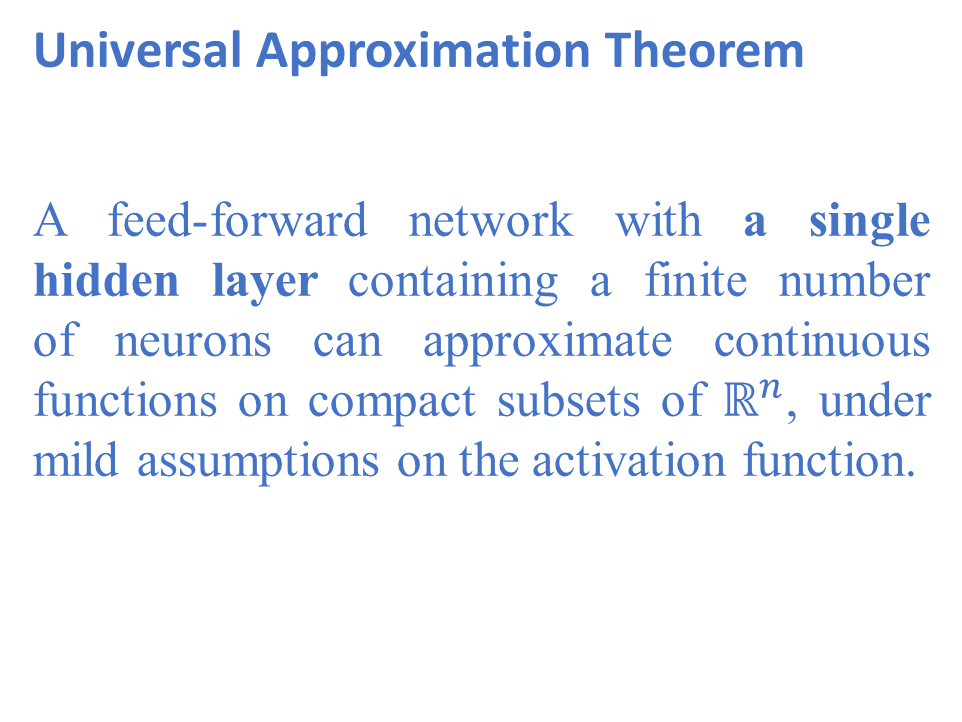 Universal Approximation Theorem
A feed-forward network with a single
hidden layer containing a finite number
of neurons can approximate continuous
functions on compact subsets of ℝⁿ, under
mild assumptions on the activation function.